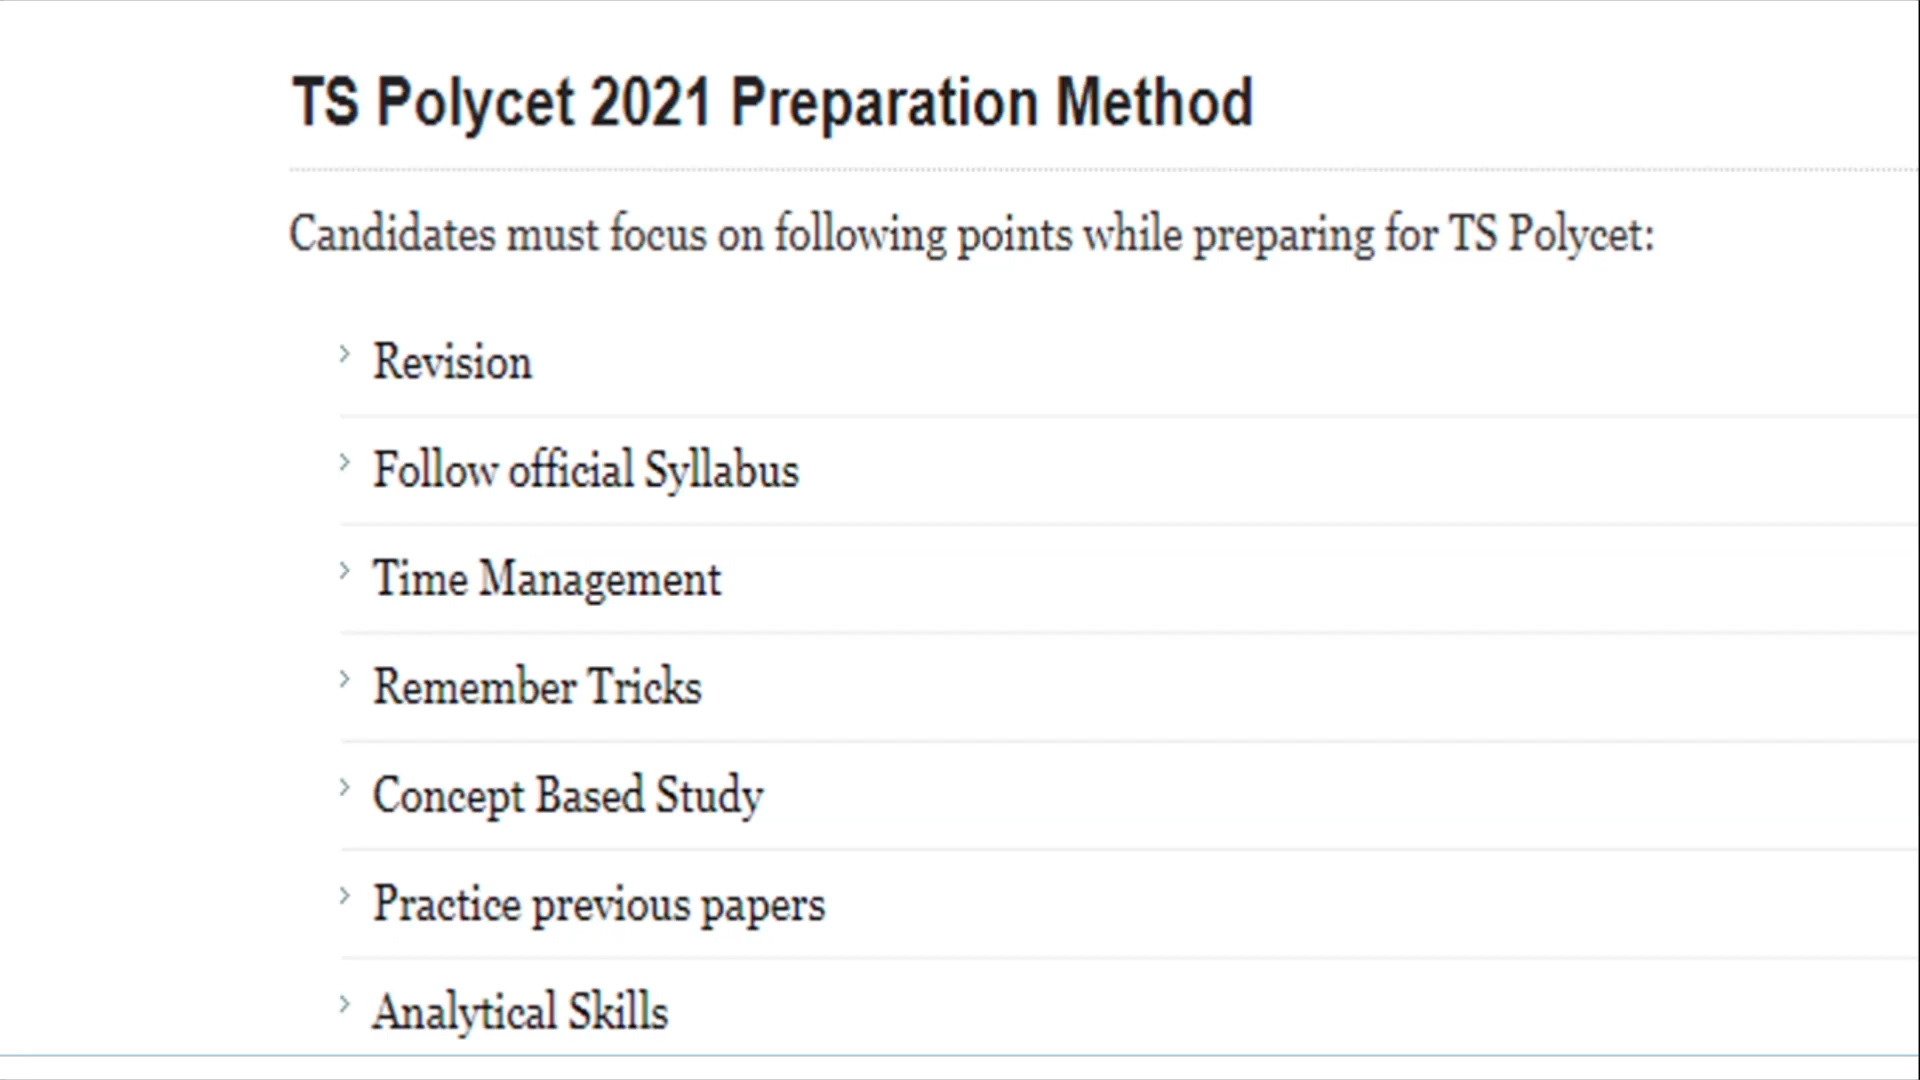 TS Polycet 2021 Preparation Method
Candidates must focus on following points while preparing for TS Polycet:
Revision
Follow official Syllabus
Time Management
Remember Tricks
Concept Based Study
Practice previous papers
Analytical Skills